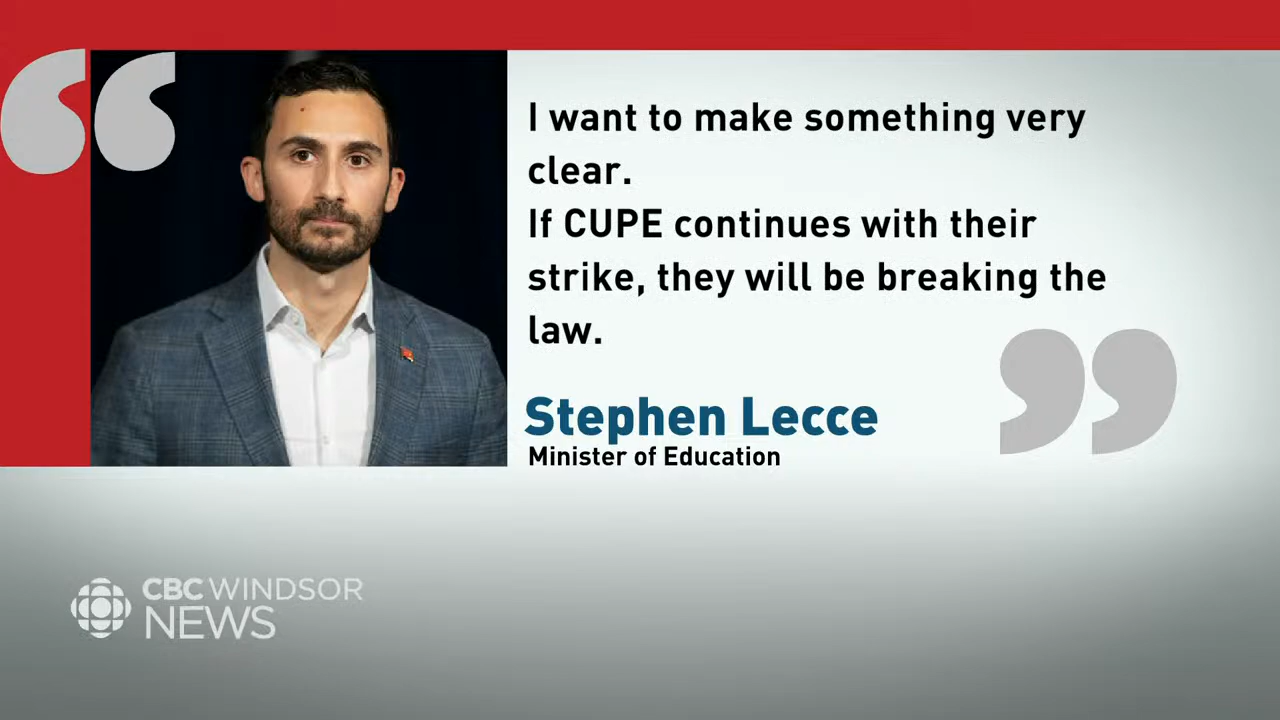 I want to make something very
clear.
If CUPE continues with their
strike, they will be breaking the
law.
Stephen Lecce
Minister of Education
CBC WINDSOR
NEWS